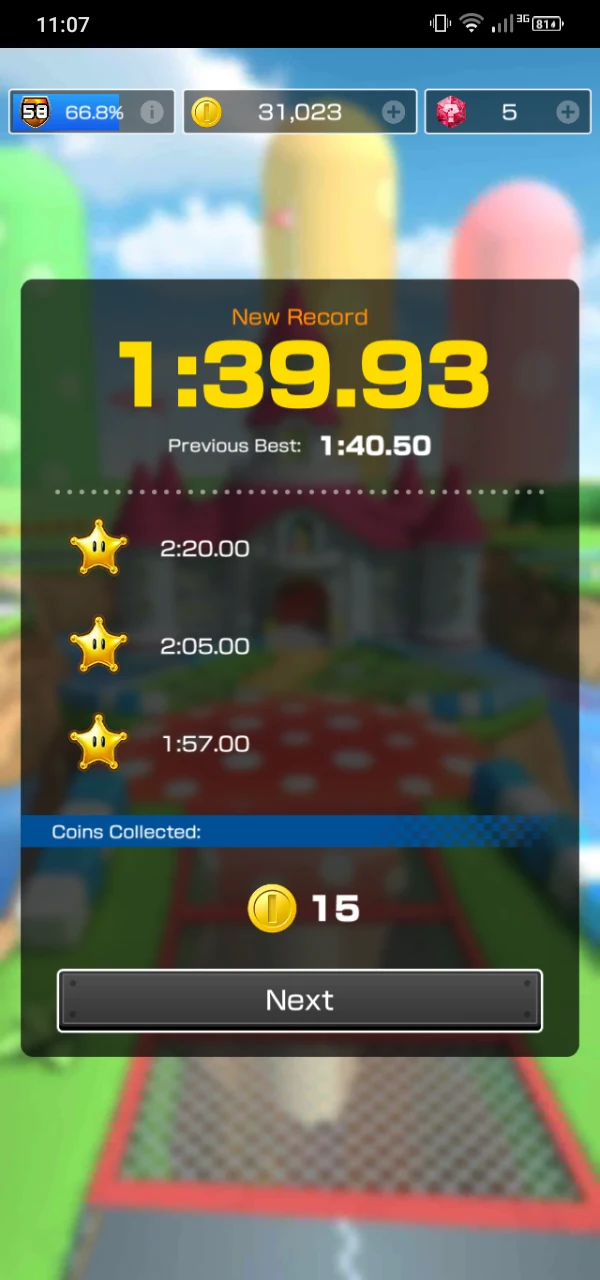 11:07
3G 81
58 66.8% i 31,023 + ? 5 +
New Record
1:39.93
Previous Best: 1:40.50
2:20.00
2:05.00
1:57.00
Coins Collected:
15
Next